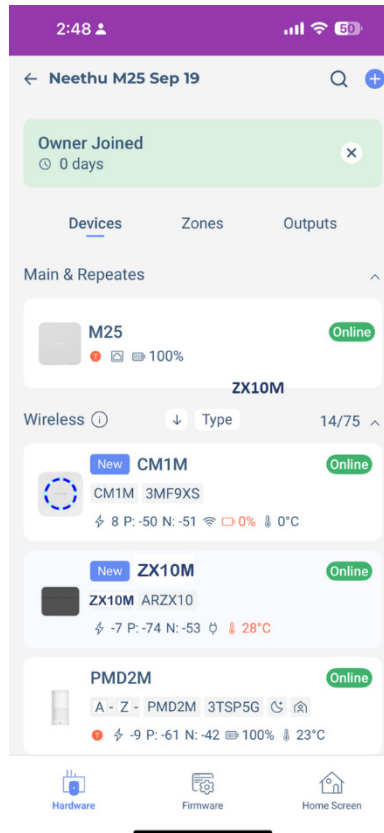 2:48
50
Neethu M25 Sep 19
Owner Joined
0 days
Devices Zones Outputs
Main & Repeates
M25 Online
100%
ZX10M
Wireless Type 14/75
New CM1M Online
CM1M 3MF9XS
8 P: -50 N: -51 0% 0°C
New ZX10M Online
ZX10M ARZX10
-7 P: -74 N: -53 28°C
PMD2M Online
A - Z - PMD2M 3TSP5G
-9 P: -61 N: -42 100% 23°C
Hardware Firmware Home Screen